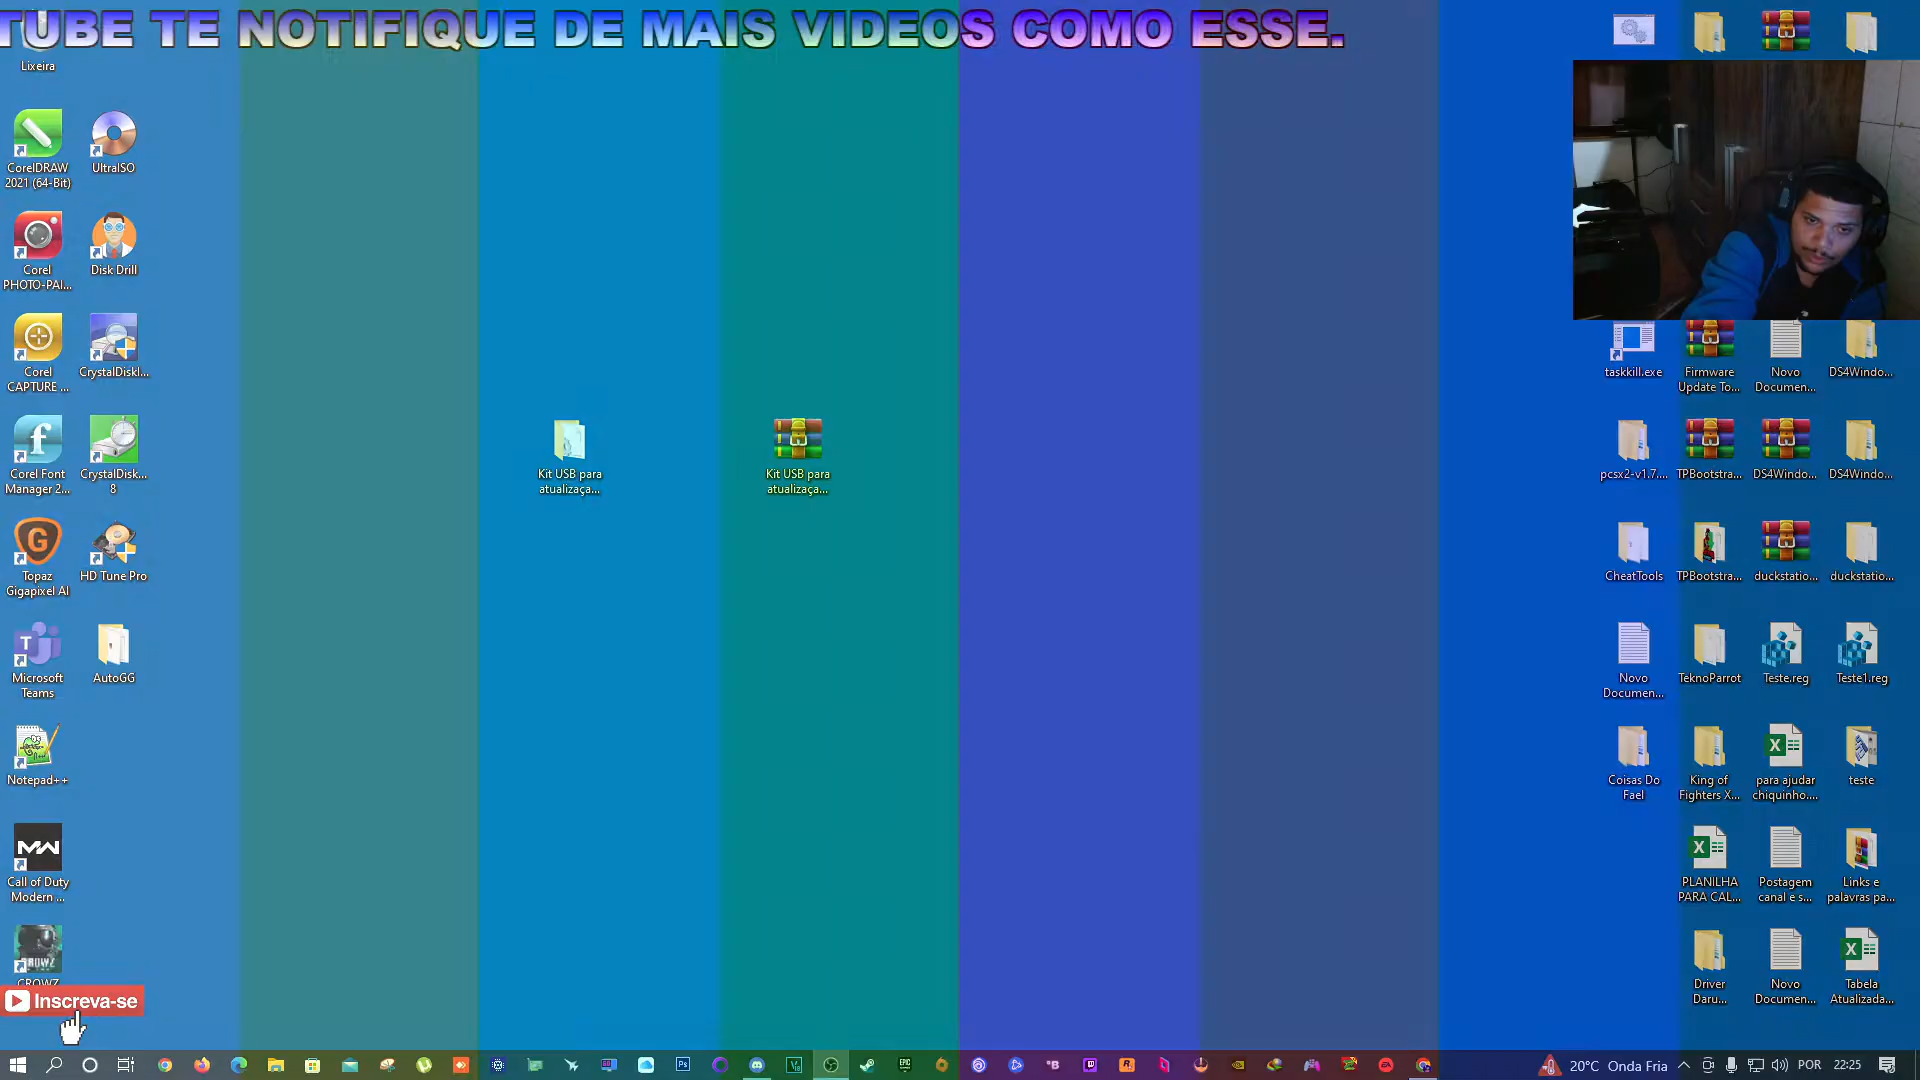 TUBE TE NOTIFIQUE DE MAIS VIDEOS COMO ESSE.
Lixeira
CorelDRAW
2021 (64-Bit)
UltraISO
Corel
PHOTO-PAI...
Disk Drill
Corel
CAPTURE ...
CrystalDiskI...
Corel Font
Manager 2...
CrystalDisk...
8
Topaz
Gigapixel AI
HD Tune Pro
Microsoft
Teams
AutoGG
Notepad++
Call of Duty
Modern ...
CROWZ
Inscreva-se
Kit USB para
atualizaça...
Kit USB para
atualizaça...
taskkill.exe
Firmware
Update To...
Novo
Documen...
DS4Windo...
pcsx2-v1.7....
TPBootstra...
DS4Windo...
DS4Windo...
CheatTools
TPBootstra...
duckstatio...
duckstatio...
Novo
Documen...
TeknoParrot
Teste.reg
Teste1.reg
Coisas Do
Fael
King of
Fighters X...
para ajudar
chiquinho....
teste
PLANILHA
PARA CAL...
Postagem
canal e s...
Links e
palavras pa...
Driver
Daru...
Novo
Documen...
Tabela
Atualizada...
20°C Onda Fria
POR
22:25